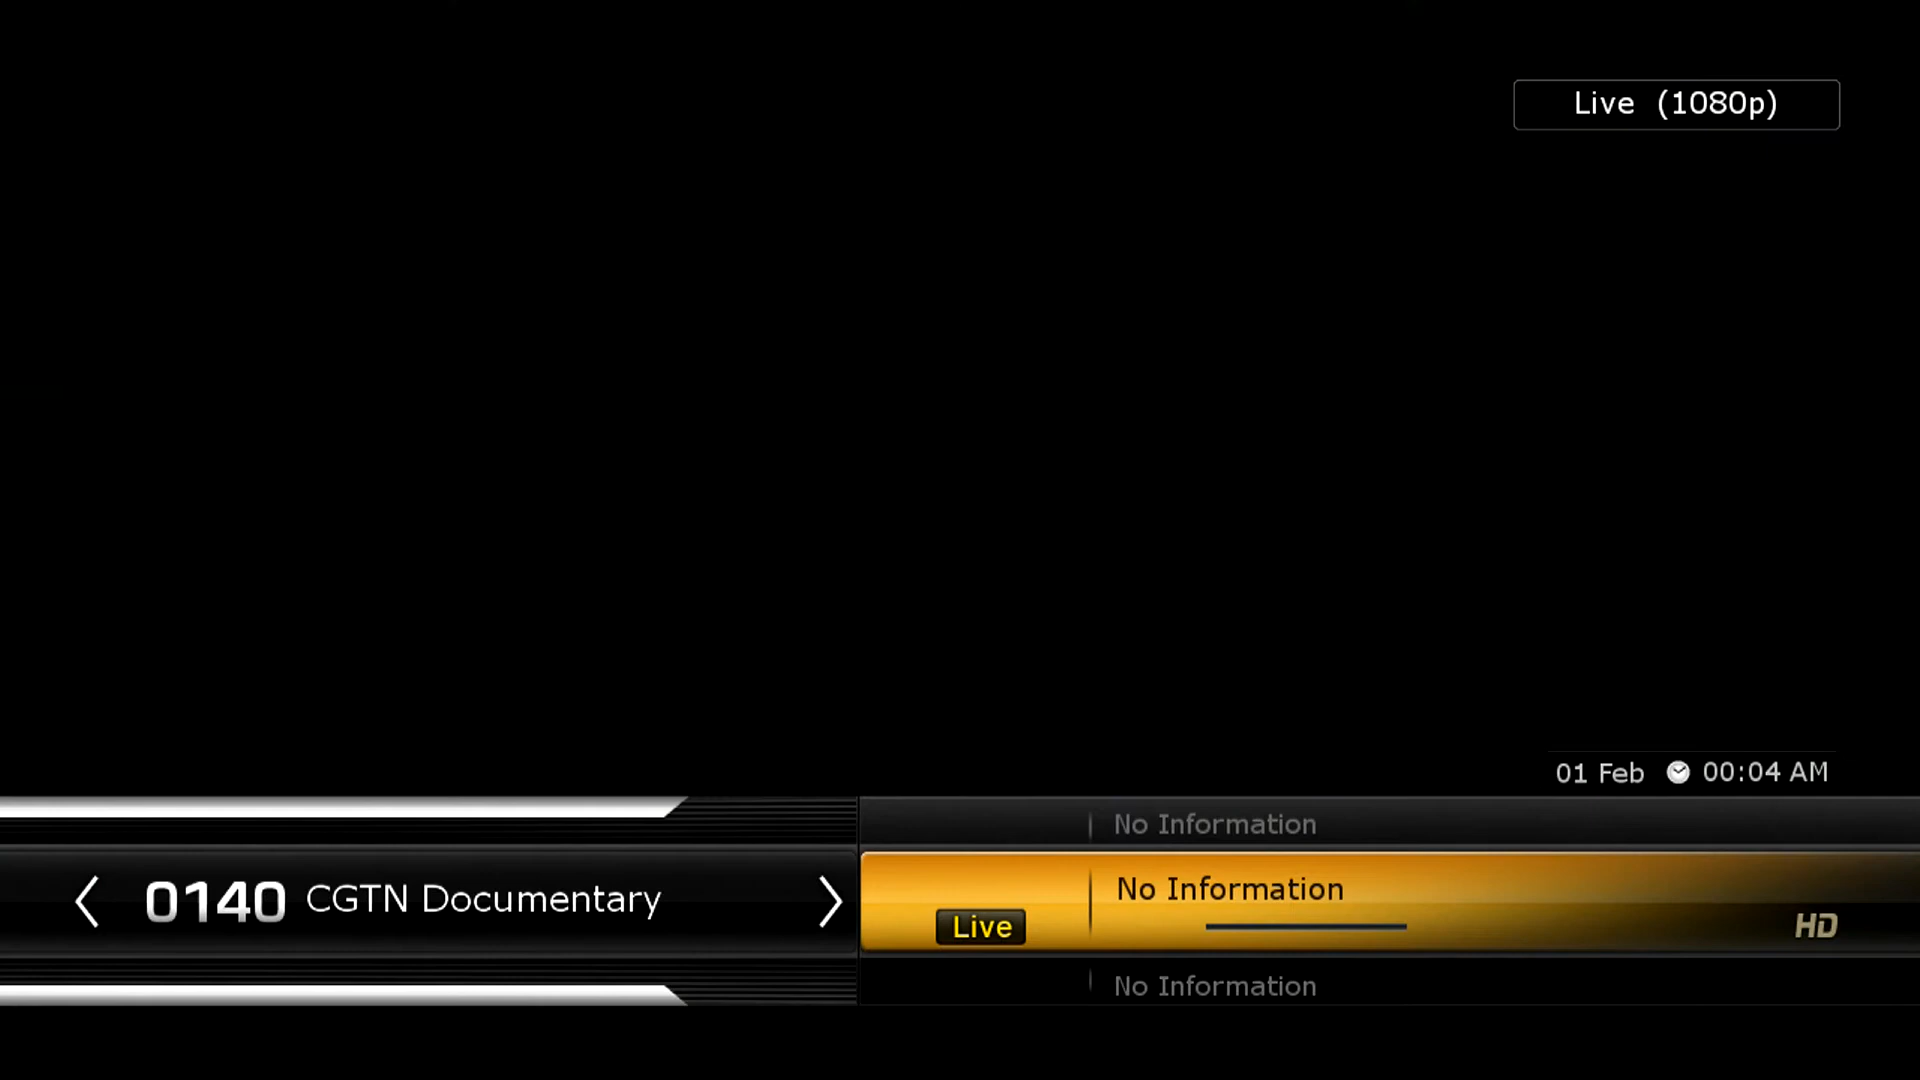 Live (1080p)
01 Feb 00:04 AM
No Information
0140 CGTN Documentary
No Information
Live
HD
No Information